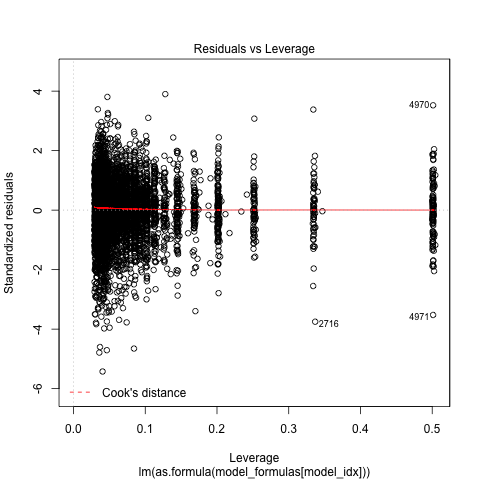 Residuals vs Leverage
Standardized residuals
4
2
0
-2
-4
-6
4970
4971
2716
Cook's distance
0.0 0.1 0.2 0.3 0.4 0.5
Leverage
lm(as.formula(model_formulas[model_idx]))